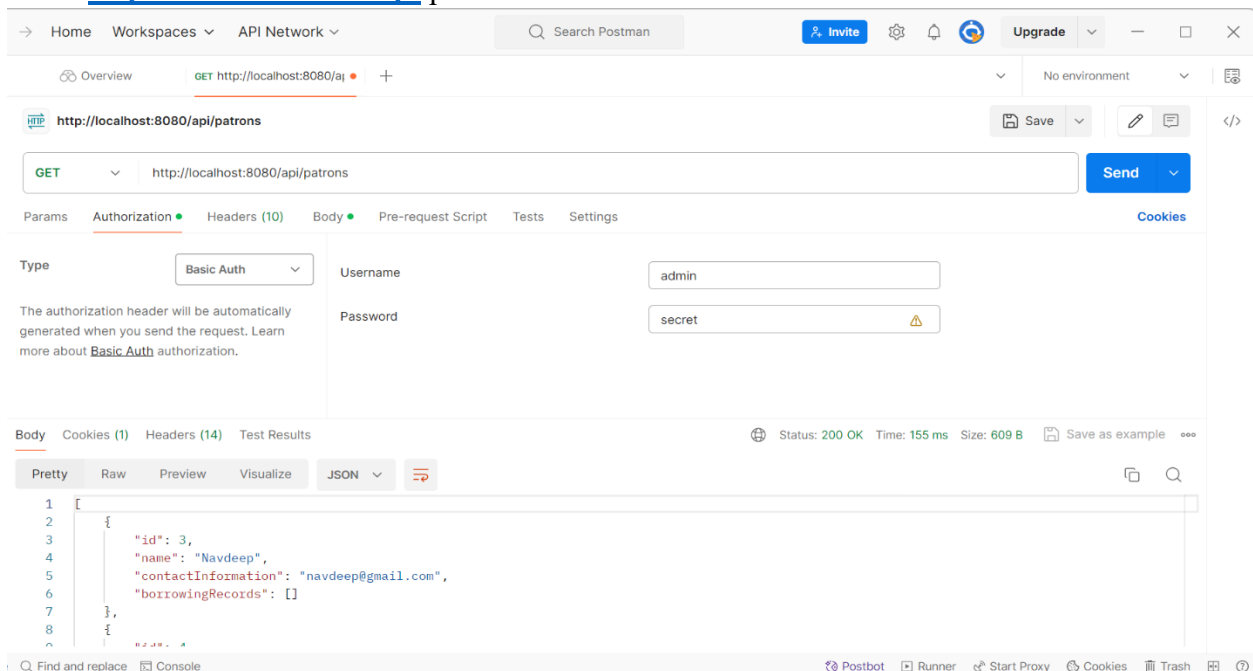 Home Workspaces API Network Search Postman Invite Upgrade
Overview GET http://localhost:8080/a No environment
HTTP http://localhost:8080/api/patrons Save
GET http://localhost:8080/api/patrons Send
Params Authorization Headers (10) Body Pre-request Script Tests Settings Cookies
Type Basic Auth Username admin
The authorization header will be automatically
generated when you send the request. Learn
more about Basic Auth authorization.
Password secret
Body Cookies (1) Headers (14) Test Results Status: 200 OK Time: 155 ms Size: 609 B Save as example
Pretty Raw Preview Visualize JSON
1 [
2 {
3 "id": 3,
4 "name": "Navdeep",
5 "contactInformation": "navdeep@gmail.com",
6 "borrowingRecords": []
7 },
8 {
Find and replace Console Postbot Runner Start Proxy Cookies Trash